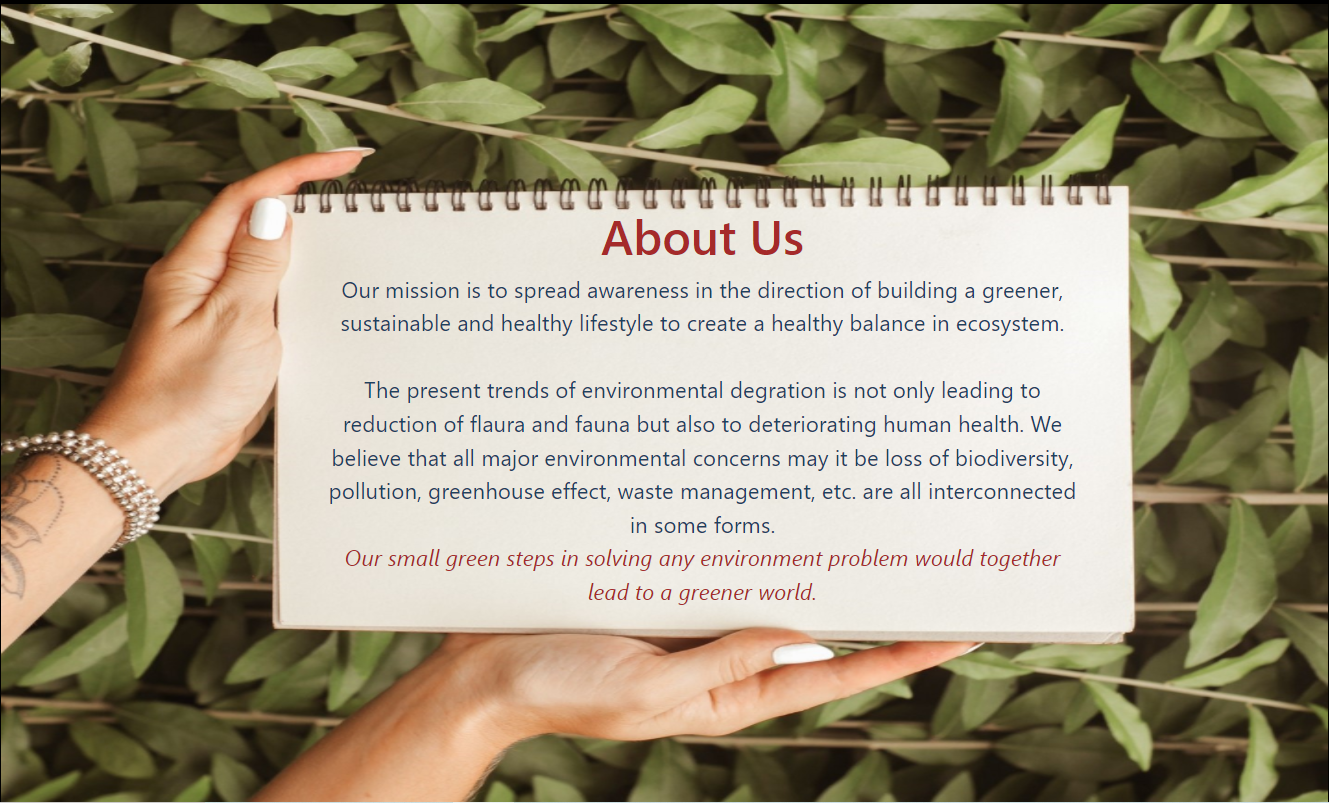 About Us
Our mission is to spread awareness in the direction of building a greener,
sustainable and healthy lifestyle to create a healthy balance in ecosystem.
The present trends of environmental degration is not only leading to
reduction of flaura and fauna but also to deteriorating human health. We
believe that all major environmental concerns may it be loss of biodiversity,
pollution, greenhouse effect, waste management, etc. are all interconnected
in some forms.
Our small green steps in solving any environment problem would together
lead to a greener world.